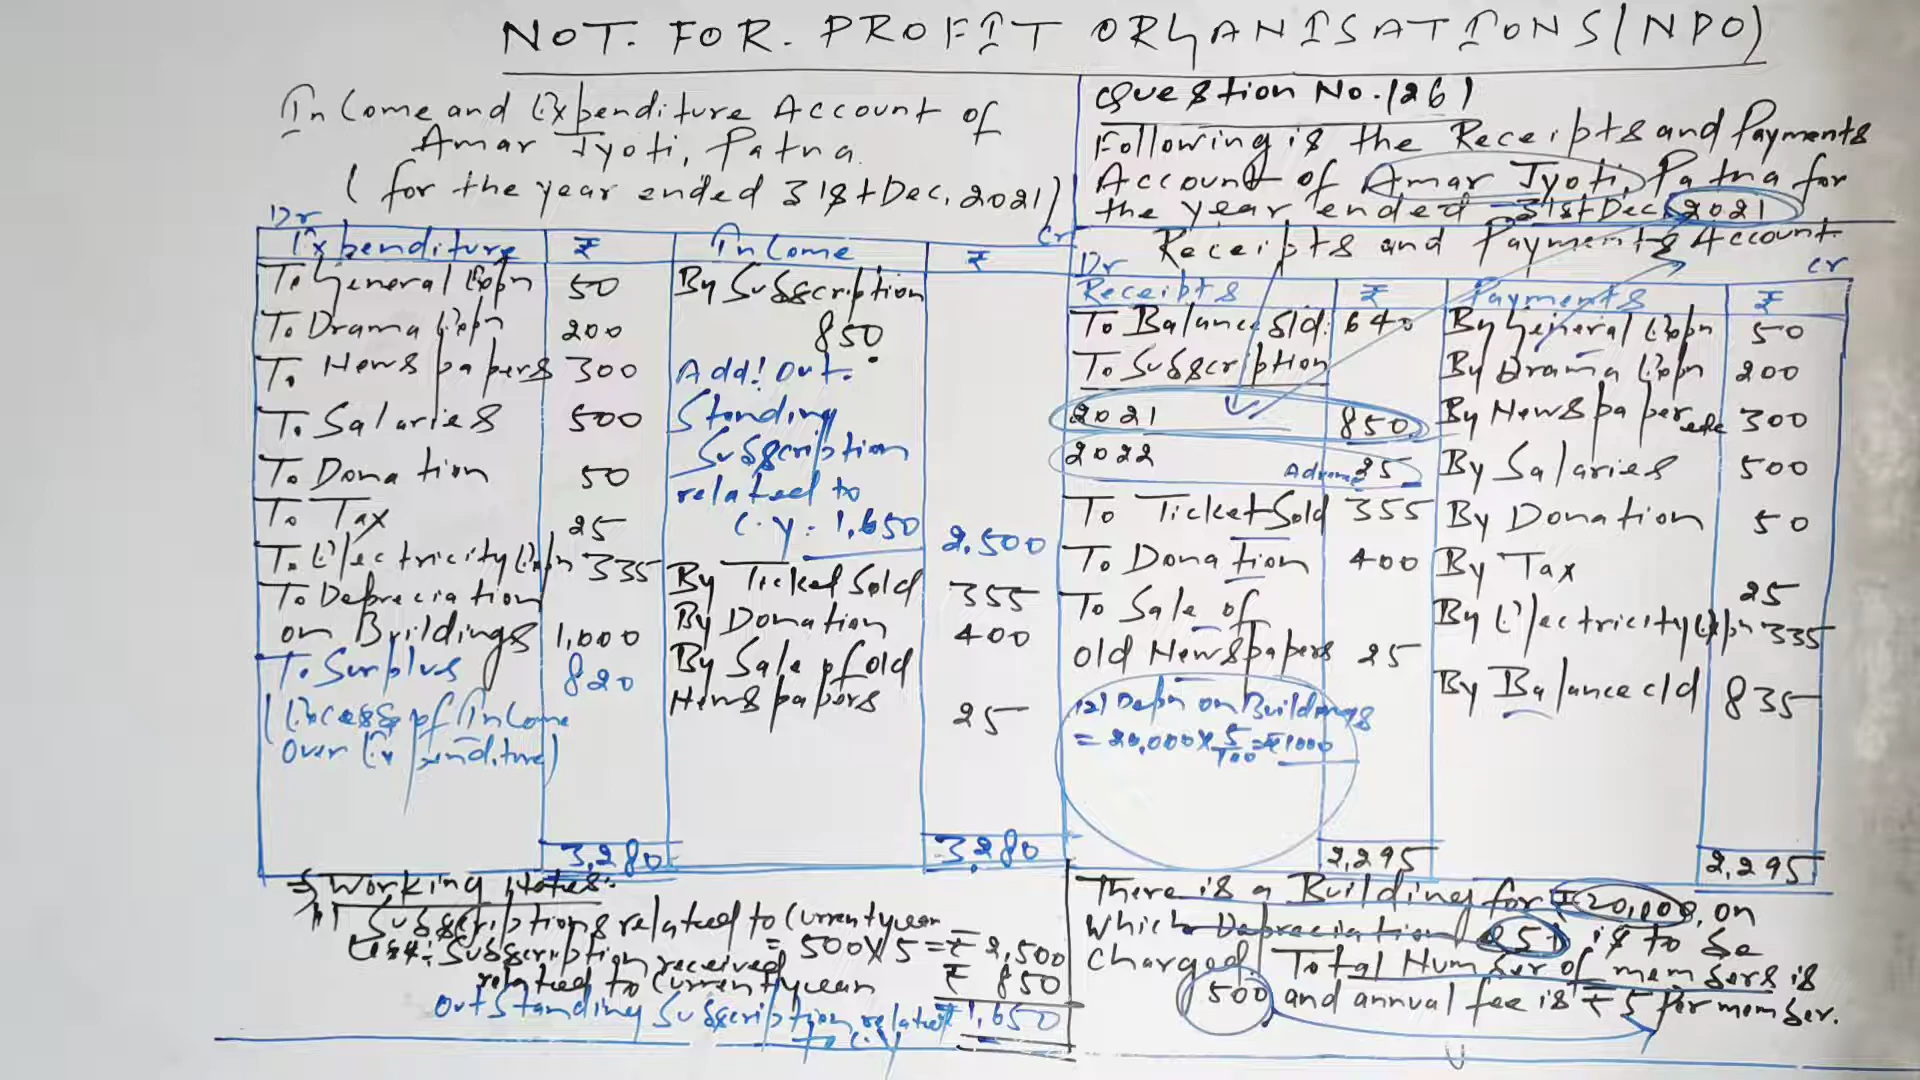 NOT. FOR. PROFIT ORGANISATIONS (NPO)
Income and Expenditure Account of
Amar Jyoti, Patna.
(for the year ended 31st Dec, 2021)
Dr Cr
Expenditure ₹ Income ₹
To General Expn 50 By Subscription
850
To Drama Expn 200
To Newspapers 300 Add! Out.
To Salaries 500 Standing
Subscription
To Donation 50 related to
C.Y: 1,650 2,500
To Tax 25
To Electricity Expn 335 By Ticket Sold 355
To Depreciation
on Buildings 1,000 By Donation 400
To Surplus 820 By Sale of old
Newspapers 25
(Excess of Income
over Expenditure)
3,280 3,280
⇒ Working Notes:-
1) Subscriptions related to Current year
= 500 X 5 = ₹ 2,500
Less: Subscription received
related to Current year ₹ 850
Outstanding Subscription related ₹ 1,650
to C.Y
Question No. 1261
Following is the Receipts and Payments
Account of Amar Jyoti, Patna for
the year ended 31st Dec. 2021
Receipts and Payments Account
Dr Cr
Receipts ₹ Payments ₹
To Balance b/d. 640 By General Expn 50
To Subscription By Drama Expn 200
2021 850 By Newspaper etc 300
2022 Advance 25 By Salaries 500
To Ticket Sold 355 By Donation 50
To Donation 400 By Tax 25
To Sale of
old Newspapers 25 By Electricity Expn 335
By Balance c/d 835
(2) Depn on Buildings
= 20,000 X 5/100 = ₹1000
2,295 2,295
There is a Building for ₹20,000, on
which Depreciation @ 5% is to be
charged. Total Number of members is
500 and annual fee is ₹ 5 per member.